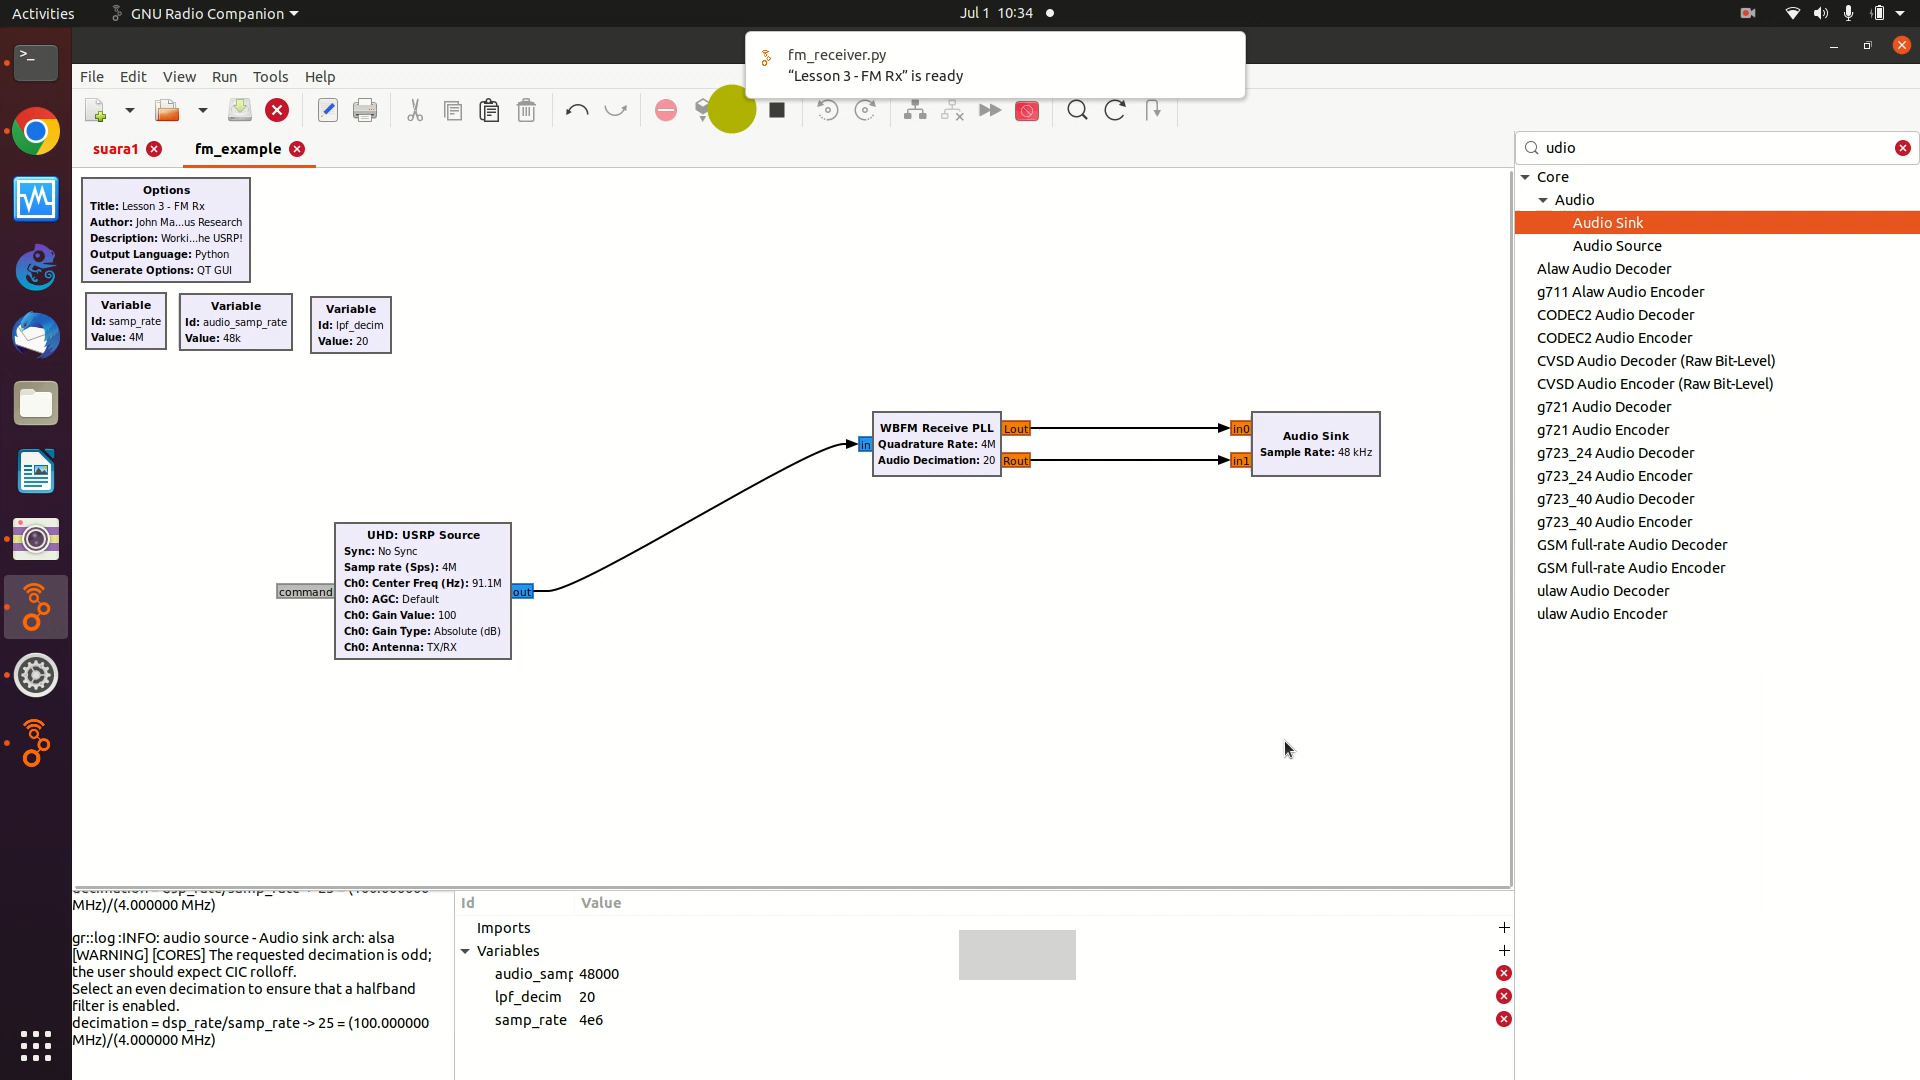 Activities
GNU Radio Companion
Jul 1 10:34
fm_receiver.py
“Lesson 3 - FM Rx” is ready
File Edit View Run Tools Help
suara1
fm_example
udio
Options
Title: Lesson 3 - FM Rx
Author: John Ma...us Research
Description: Worki...he USRP!
Output Language: Python
Generate Options: QT GUI
Variable
Id: samp_rate
Value: 4M
Variable
Id: audio_samp_rate
Value: 48k
Variable
Id: lpf_decim
Value: 20
WBFM Receive PLL
Quadrature Rate: 4M
Audio Decimation: 20
in
Lout
Rout
in0
in1
Audio Sink
Sample Rate: 48 kHz
UHD: USRP Source
Sync: No Sync
Samp rate (Sps): 4M
Ch0: Center Freq (Hz): 91.1M
Ch0: AGC: Default
Ch0: Gain Value: 100
Ch0: Gain Type: Absolute (dB)
Ch0: Antenna: TX/RX
command
out
Core
Audio
Audio Sink
Audio Source
Alaw Audio Decoder
g711 Alaw Audio Encoder
CODEC2 Audio Decoder
CODEC2 Audio Encoder
CVSD Audio Decoder (Raw Bit-Level)
CVSD Audio Encoder (Raw Bit-Level)
g721 Audio Decoder
g721 Audio Encoder
g723_24 Audio Decoder
g723_24 Audio Encoder
g723_40 Audio Decoder
g723_40 Audio Encoder
GSM full-rate Audio Decoder
GSM full-rate Audio Encoder
ulaw Audio Decoder
ulaw Audio Encoder
MHz)/(4.000000 MHz)
gr::log :INFO: audio source - Audio sink arch: alsa
[WARNING] [CORES] The requested decimation is odd;
the user should expect CIC rolloff.
Select an even decimation to ensure that a halfband
filter is enabled.
decimation = dsp_rate/samp_rate -> 25 = (100.000000
MHz)/(4.000000 MHz)
Id Value
Imports
Variables
audio_samp 48000
lpf_decim 20
samp_rate 4e6